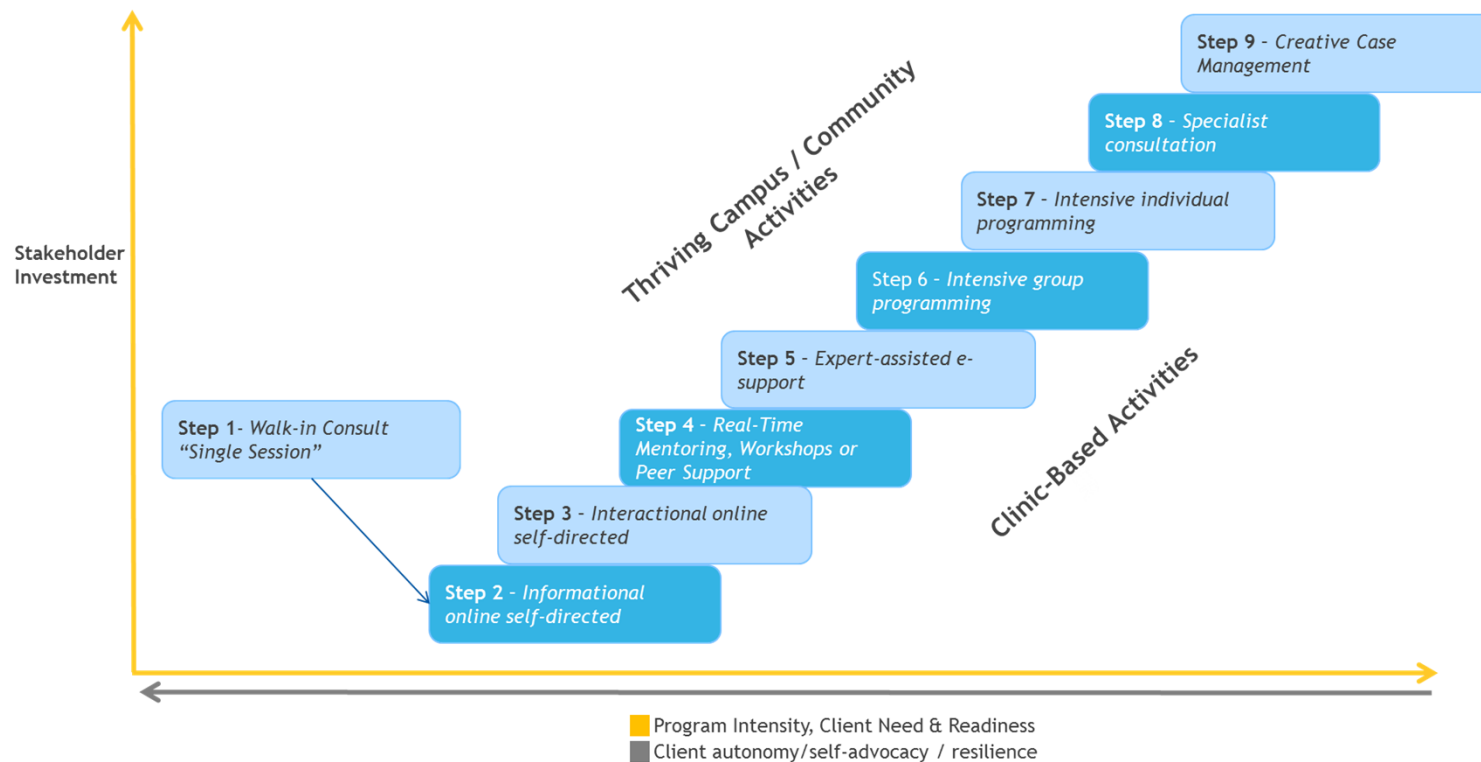 Step 9 – Creative Case
Management
Step 8 – Specialist
consultation
Thriving Campus / Community
Activities
Step 7 – Intensive individual
programming
Stakeholder
Investment
Step 6 – Intensive group
programming
Step 5 – Expert-assisted e-
support
Clinic-Based Activities
Step 1- Walk-in Consult
“Single Session”
Step 4 – Real-Time
Mentoring, Workshops or
Peer Support
Step 3 – Interactional online
self-directed
Step 2 – Informational
online self-directed
Program Intensity, Client Need & Readiness
Client autonomy/self-advocacy / resilience